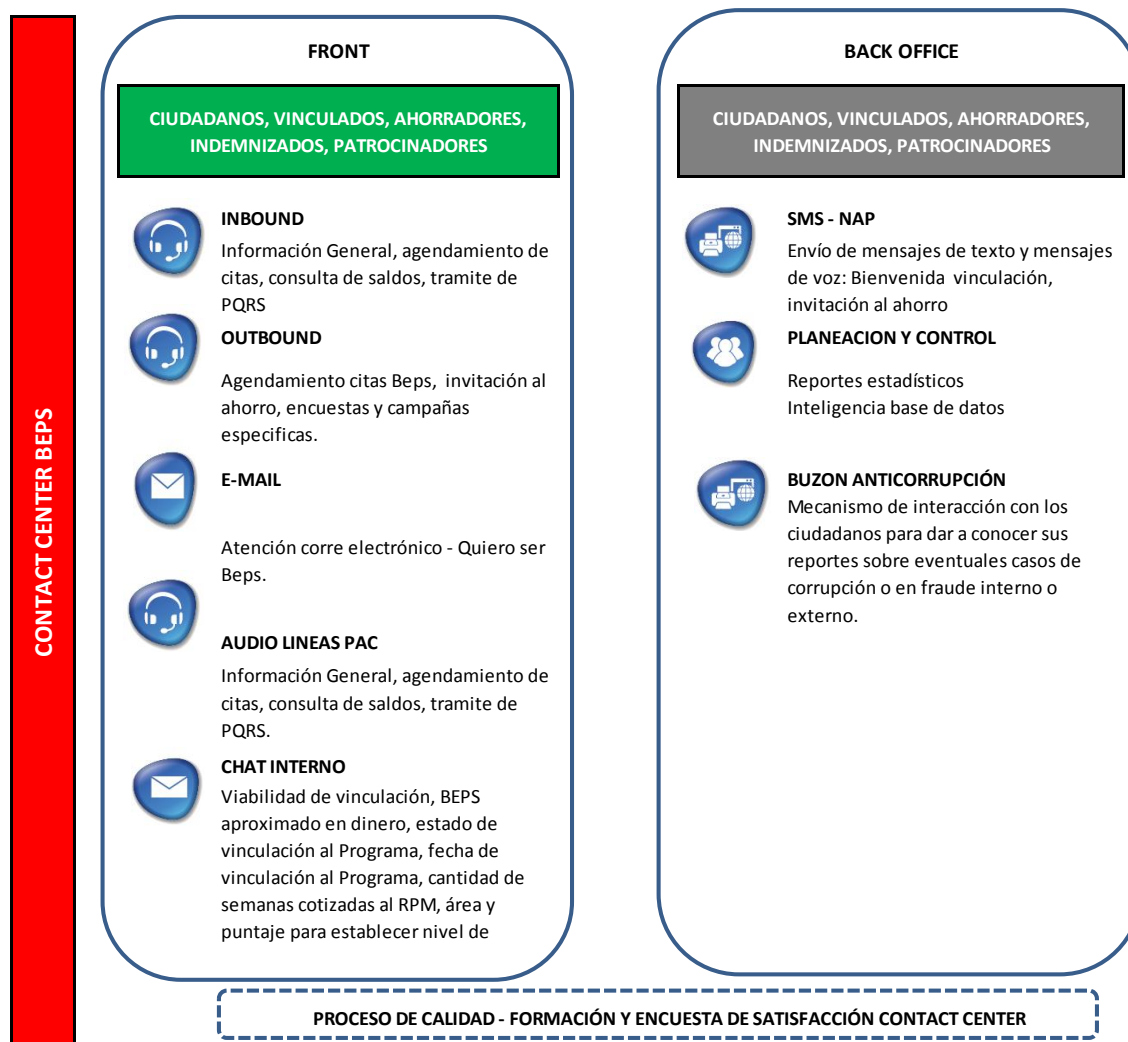 CONTACT CENTER BEPS
FRONT
CIUDADANOS, VINCULADOS, AHORRADORES,
INDEMNIZADOS, PATROCINADORES
INBOUND
Información General, agendamiento de
citas, consulta de saldos, tramite de
PQRS
OUTBOUND
Agendamiento citas Beps, invitación al
ahorro, encuestas y campañas
especificas.
E-MAIL
Atención corre electrónico - Quiero ser
Beps.
AUDIO LINEAS PAC
Información General, agendamiento de
citas, consulta de saldos, tramite de
PQRS.
CHAT INTERNO
Viabilidad de vinculación, BEPS
aproximado en dinero, estado de
vinculación al Programa, fecha de
vinculación al Programa, cantidad de
semanas cotizadas al RPM, área y
puntaje para establecer nivel de
BACK OFFICE
CIUDADANOS, VINCULADOS, AHORRADORES,
INDEMNIZADOS, PATROCINADORES
SMS - NAP
Envío de mensajes de texto y mensajes
de voz: Bienvenida vinculación,
invitación al ahorro
PLANEACION Y CONTROL
Reportes estadísticos
Inteligencia base de datos
BUZON ANTICORRUPCIÓN
Mecanismo de interacción con los
ciudadanos para dar a conocer sus
reportes sobre eventuales casos de
corrupción o en fraude interno o
externo.
PROCESO DE CALIDAD - FORMACIÓN Y ENCUESTA DE SATISFACCIÓN CONTACT CENTER